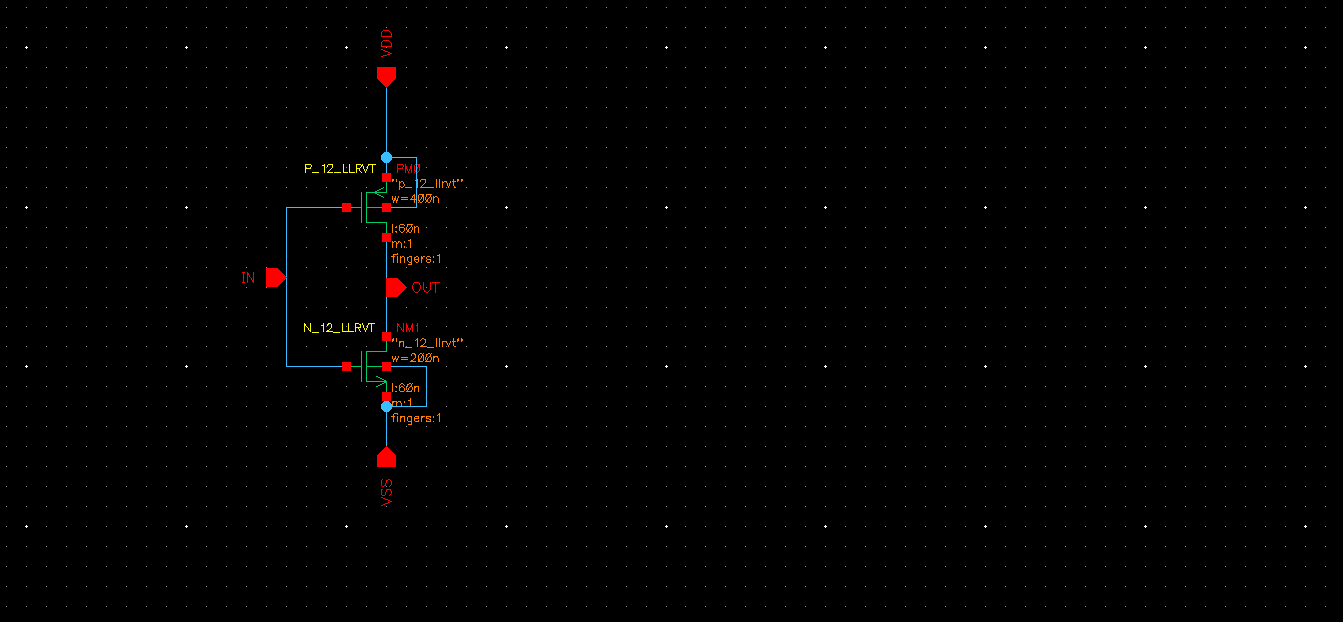 VDD
P_12_LLRVT
PM0
"p_12_llrvt"
w=400n
l:60n
m:1
fingers:1
IN
OUT
N_12_LLRVT
NM1
"n_12_llrvt"
w=200n
l:60n
m:1
fingers:1
VSS